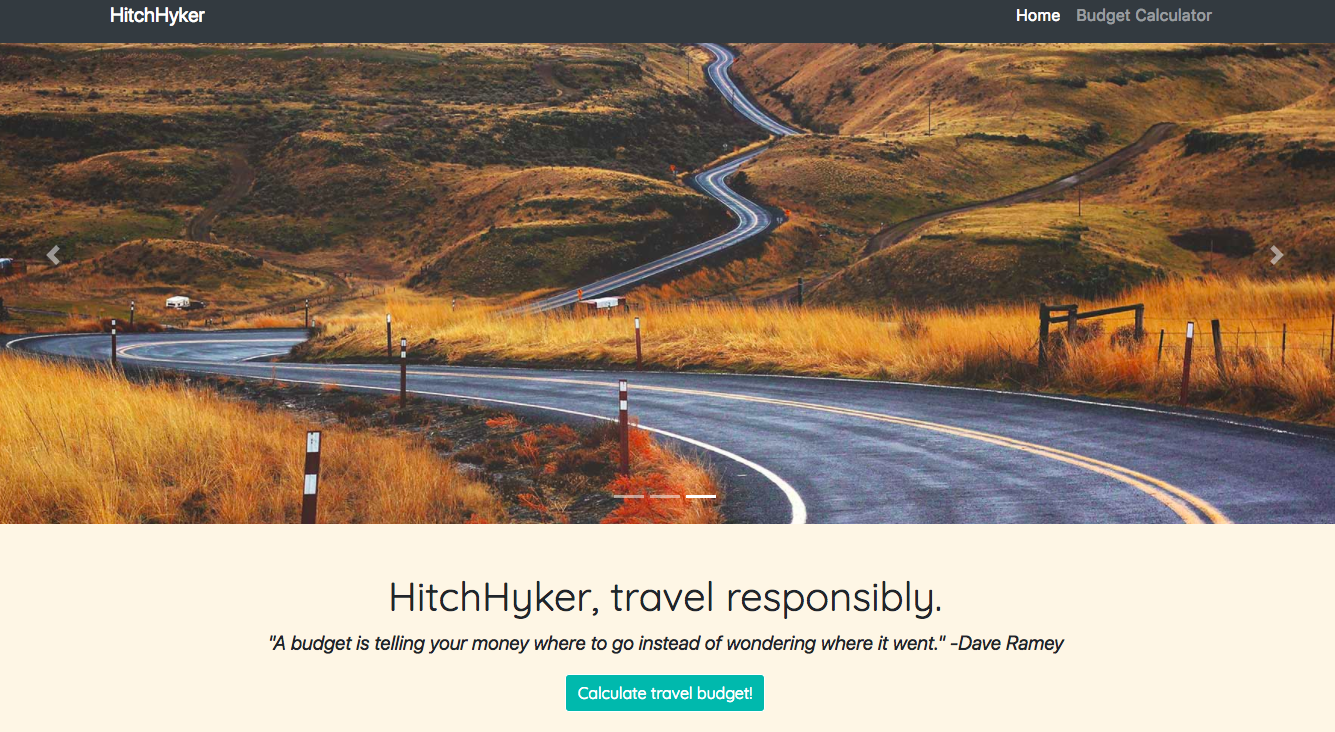 HitchHyker
Home Budget Calculator
HitchHyker, travel responsibly.
"A budget is telling your money where to go instead of wondering where it went." -Dave Ramey
Calculate travel budget!